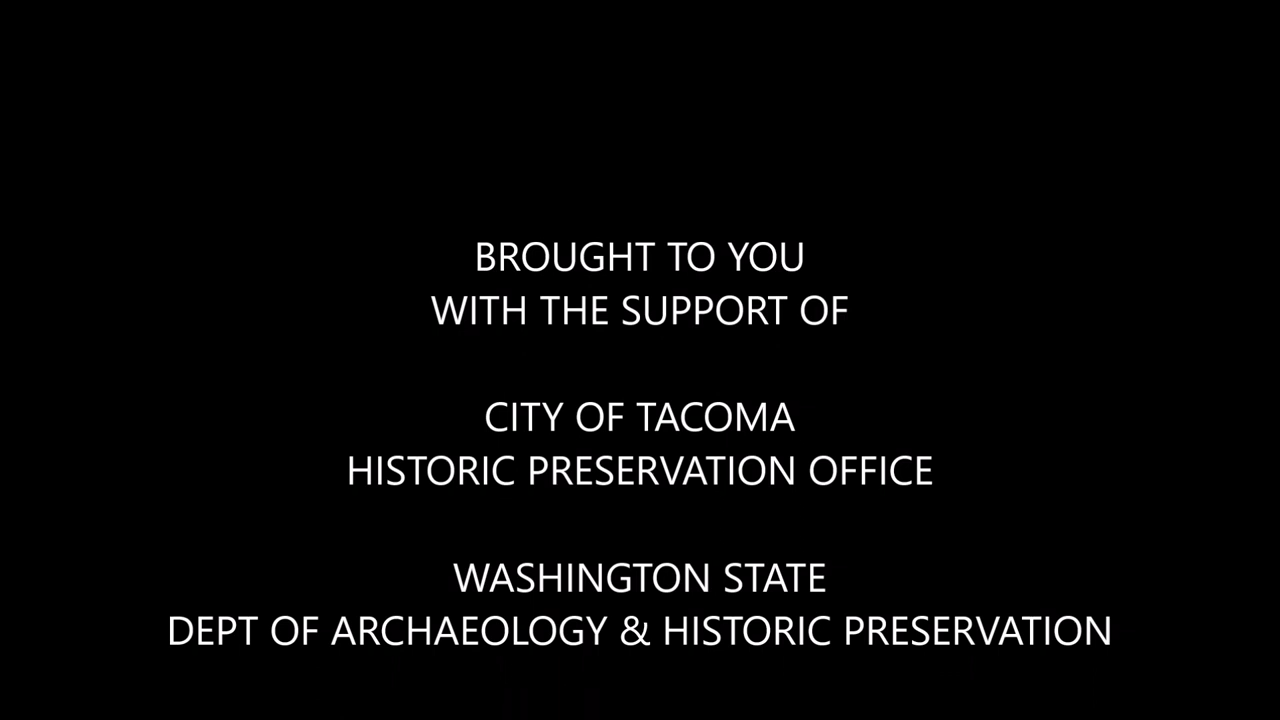 BROUGHT TO YOU
WITH THE SUPPORT OF
CITY OF TACOMA
HISTORIC PRESERVATION OFFICE
WASHINGTON STATE
DEPT OF ARCHAEOLOGY & HISTORIC PRESERVATION